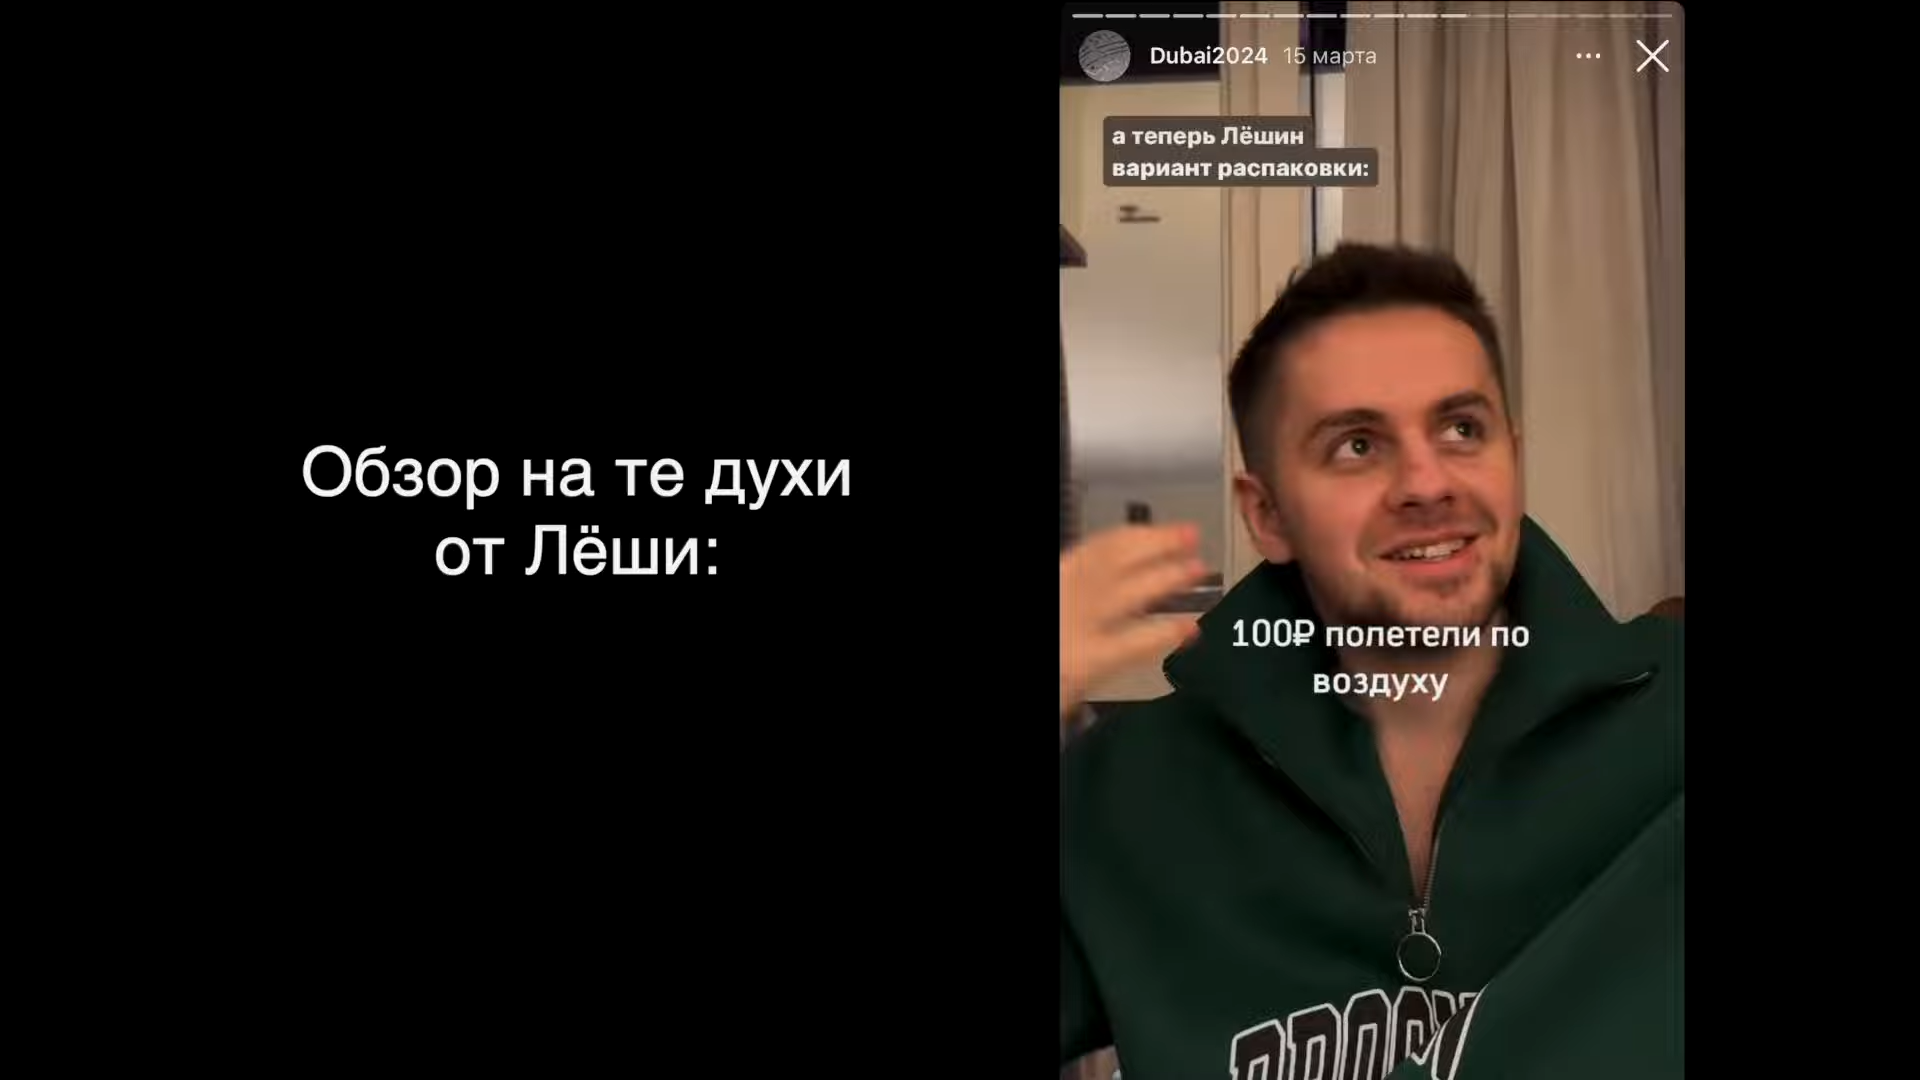 Обзор на те духи
от Лёши:
Dubai2024 15 марта
а теперь Лёшин
вариант распаковки:
100₽ полетели по
воздуху